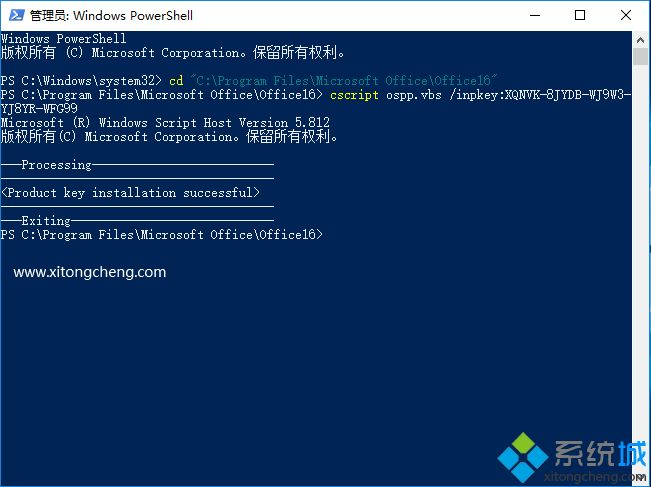 管理员: Windows PowerShell
Windows PowerShell
版权所有 (C) Microsoft Corporation。保留所有权利。
PS C:\Windows\system32> cd "C:\Program Files\Microsoft Office\Office16"
PS C:\Program Files\Microsoft Office\Office16> cscript ospp.vbs /inpkey:XQNVK-8JYDB-WJ9W3-
YJ8YR-WFG99
Microsoft (R) Windows Script Host Version 5.812
版权所有(C) Microsoft Corporation。保留所有权利。
---Processing--------------------------
---------------------------------------
<Product key installation successful>
---------------------------------------
---Exiting-----------------------------
PS C:\Program Files\Microsoft Office\Office16>
www.xitongcheng.com
系统城
xitongcheng.com